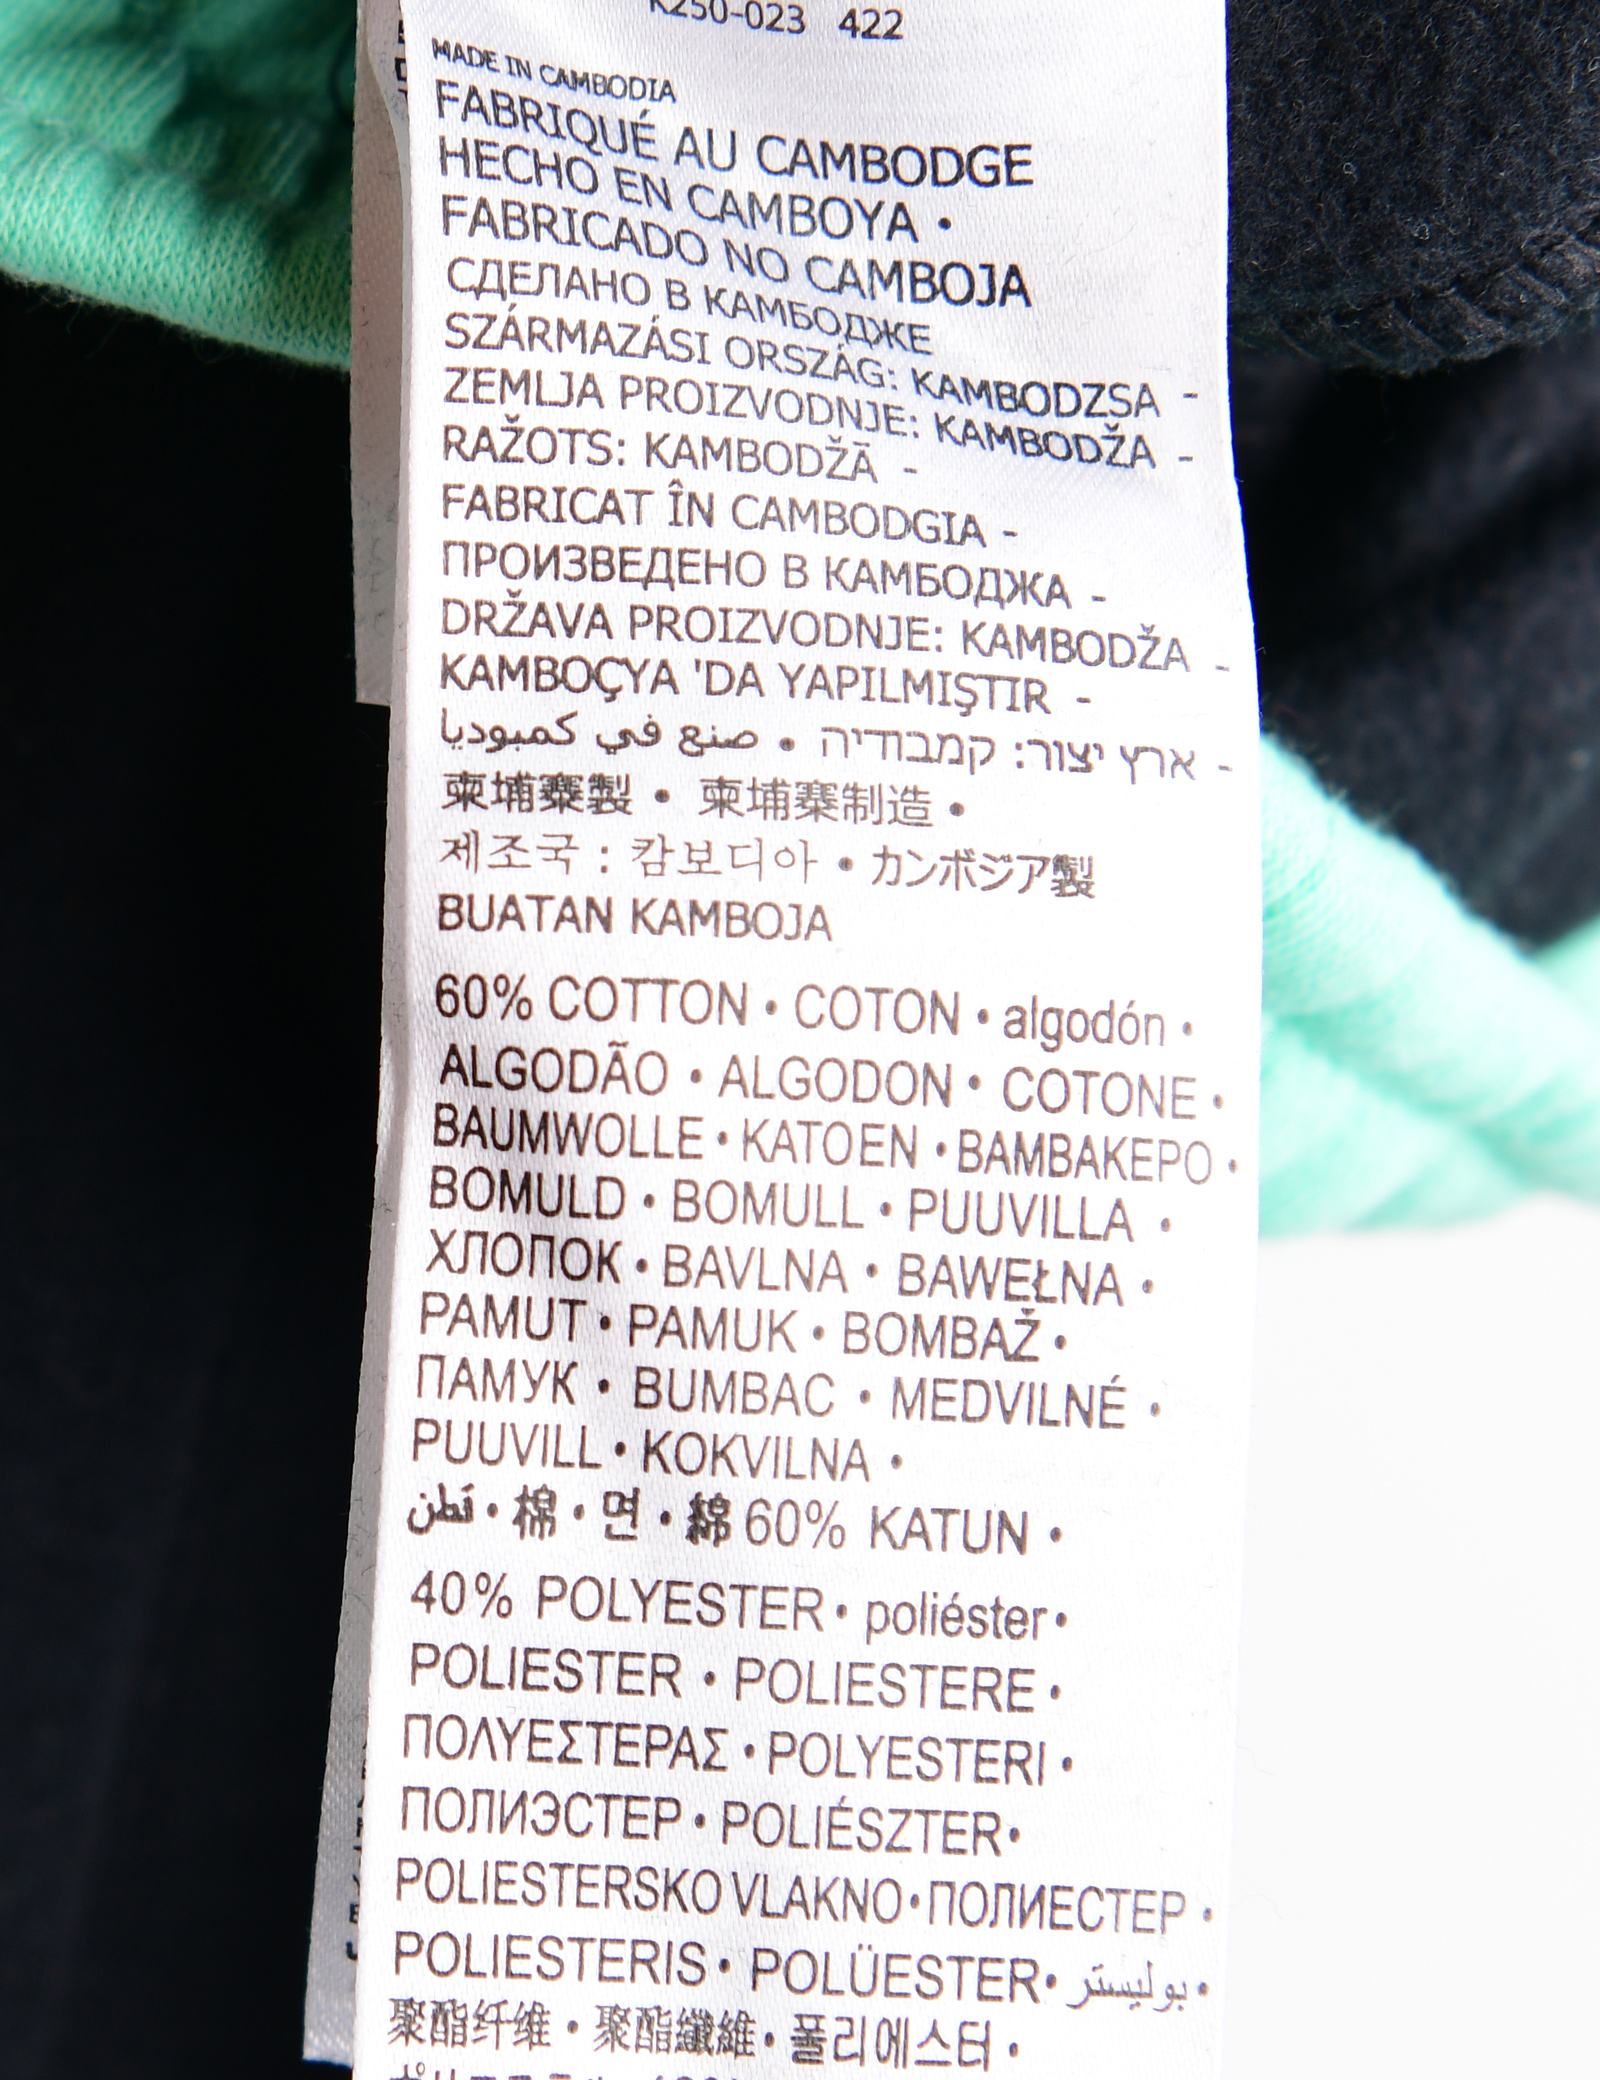 K250-023 422
MADE IN CAMBODIA
FABRIQUÉ AU CAMBODGE
HECHO EN CAMBOYA •
FABRICADO NO CAMBOJA
СДЕЛАНО В КАМБОДЖЕ
SZÁRMAZÁSI ORSZÁG: KAMBODZSA -
ZEMLJA PROIZVODNJE: KAMBODŽA -
RAŽOTS: KAMBODŽĀ -
FABRICAT ÎN CAMBODGIA -
ПРОИЗВЕДЕНО В КАМБОДЖА -
DRŽAVA PROIZVODNJE: KAMBODŽA -
KAMBOÇYA 'DA YAPILMIŞTIR -
ארץ יצור: קמבודיה • صنع في كمبوديا -
柬埔寨製 • 柬埔寨制造 •
제조국 : 캄보디아 • カンボジア製
BUATAN KAMBOJA
60% COTTON • COTON • algodón •
ALGODÃO • ALGODON • COTONE •
BAUMWOLLE • KATOEN • BAMBAKEPO •
BOMULD • BOMULL • PUUVILLA •
ХЛОПОК • BAVLNA • BAWEŁNA •
PAMUT • PAMUK • BOMBAŽ •
ПАМУК • BUMBAC • MEDVILNÉ •
PUUVILL • KOKVILNA •
قطن • 棉 • 면 • 綿 60% KATUN •
40% POLYESTER • poliéster •
POLIESTER • POLIESTERE •
ΠΟΛΥΕΣΤΕΡΑΣ • POLYESTERI •
ПОЛИЭСТЕР • POLIÉSZTER •
POLIESTERSKO VLAKNO • ПОЛИЕСТЕР •
POLIESTERIS • POLÜESTER • بوليستر •
聚酯纤维 • 聚酯纖維 • 폴리에스터 •